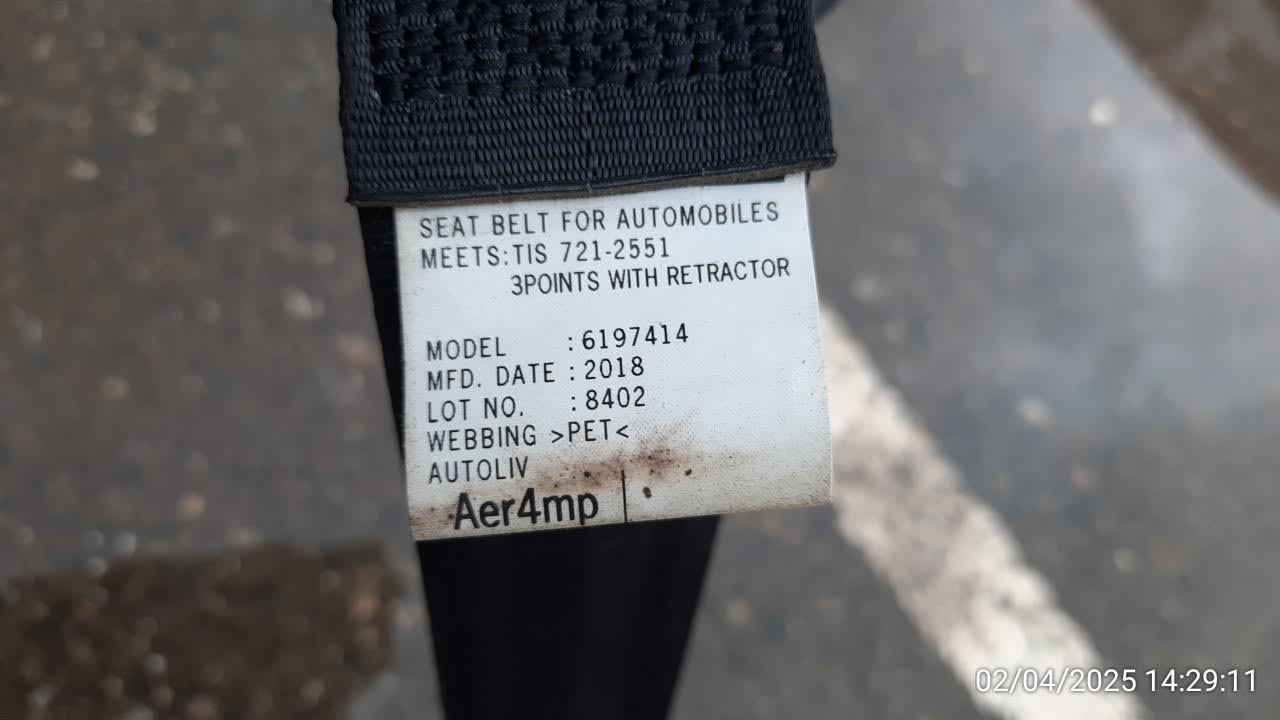 SEAT BELT FOR AUTOMOBILES
MEETS:TIS 721-2551
3POINTS WITH RETRACTOR
MODEL : 6197414
MFD. DATE : 2018
LOT NO. : 8402
WEBBING >PET<
AUTOLIV
Aer4mp |
02/04/2025 14:29:11